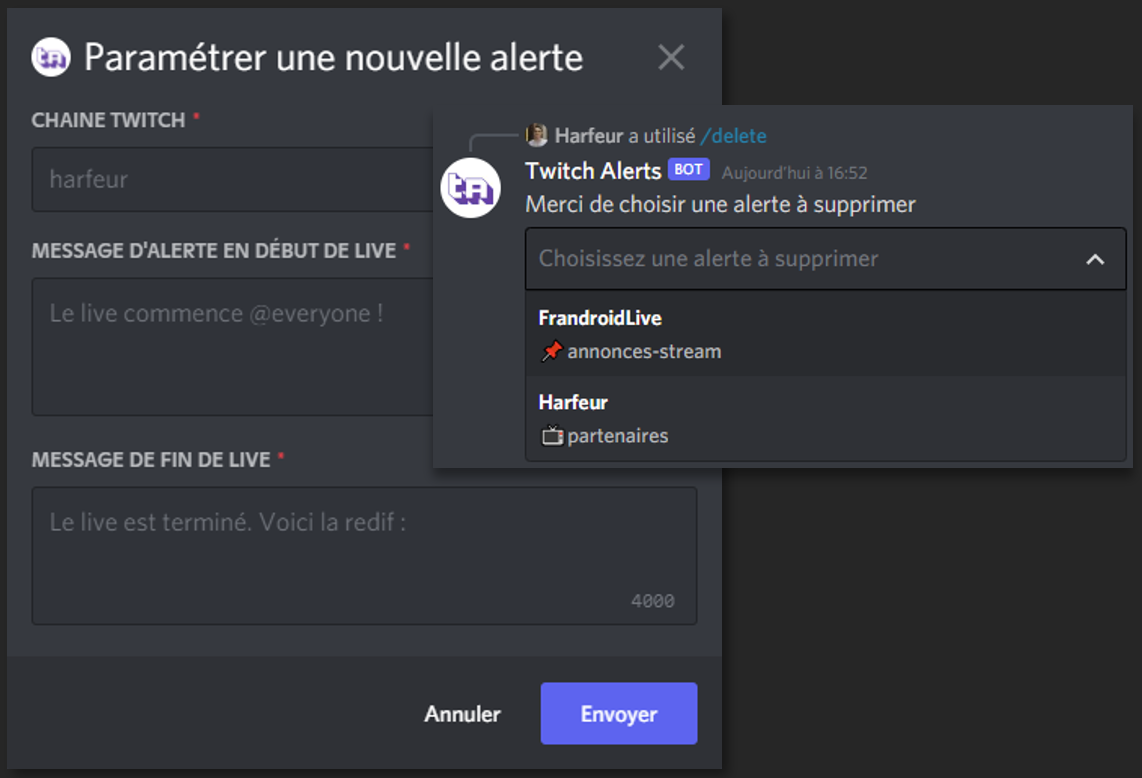 tA Paramétrer une nouvelle alerte
CHAINE TWITCH *
harfeur
MESSAGE D'ALERTE EN DÉBUT DE LIVE *
Le live commence @everyone !
MESSAGE DE FIN DE LIVE *
Le live est terminé. Voici la redif :
4000
Annuler
Envoyer
Harfeur a utilisé /delete
tA
Twitch Alerts BOT Aujourd'hui à 16:52
Merci de choisir une alerte à supprimer
Choisissez une alerte à supprimer
FrandroidLive
📌annonces-stream
Harfeur
📺partenaires